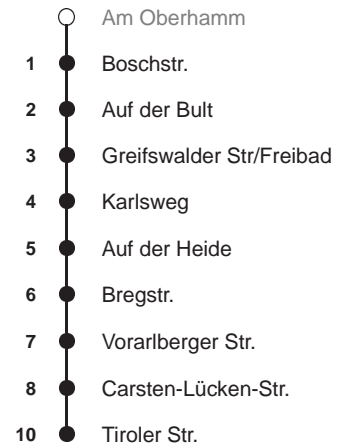 Am Oberhamm
1 Boschstr.
2 Auf der Bult
3 Greifswalder Str/Freibad
4 Karlsweg
5 Auf der Heide
6 Bregstr.
7 Vorarlberger Str.
8 Carsten-Lücken-Str.
10 Tiroler Str.